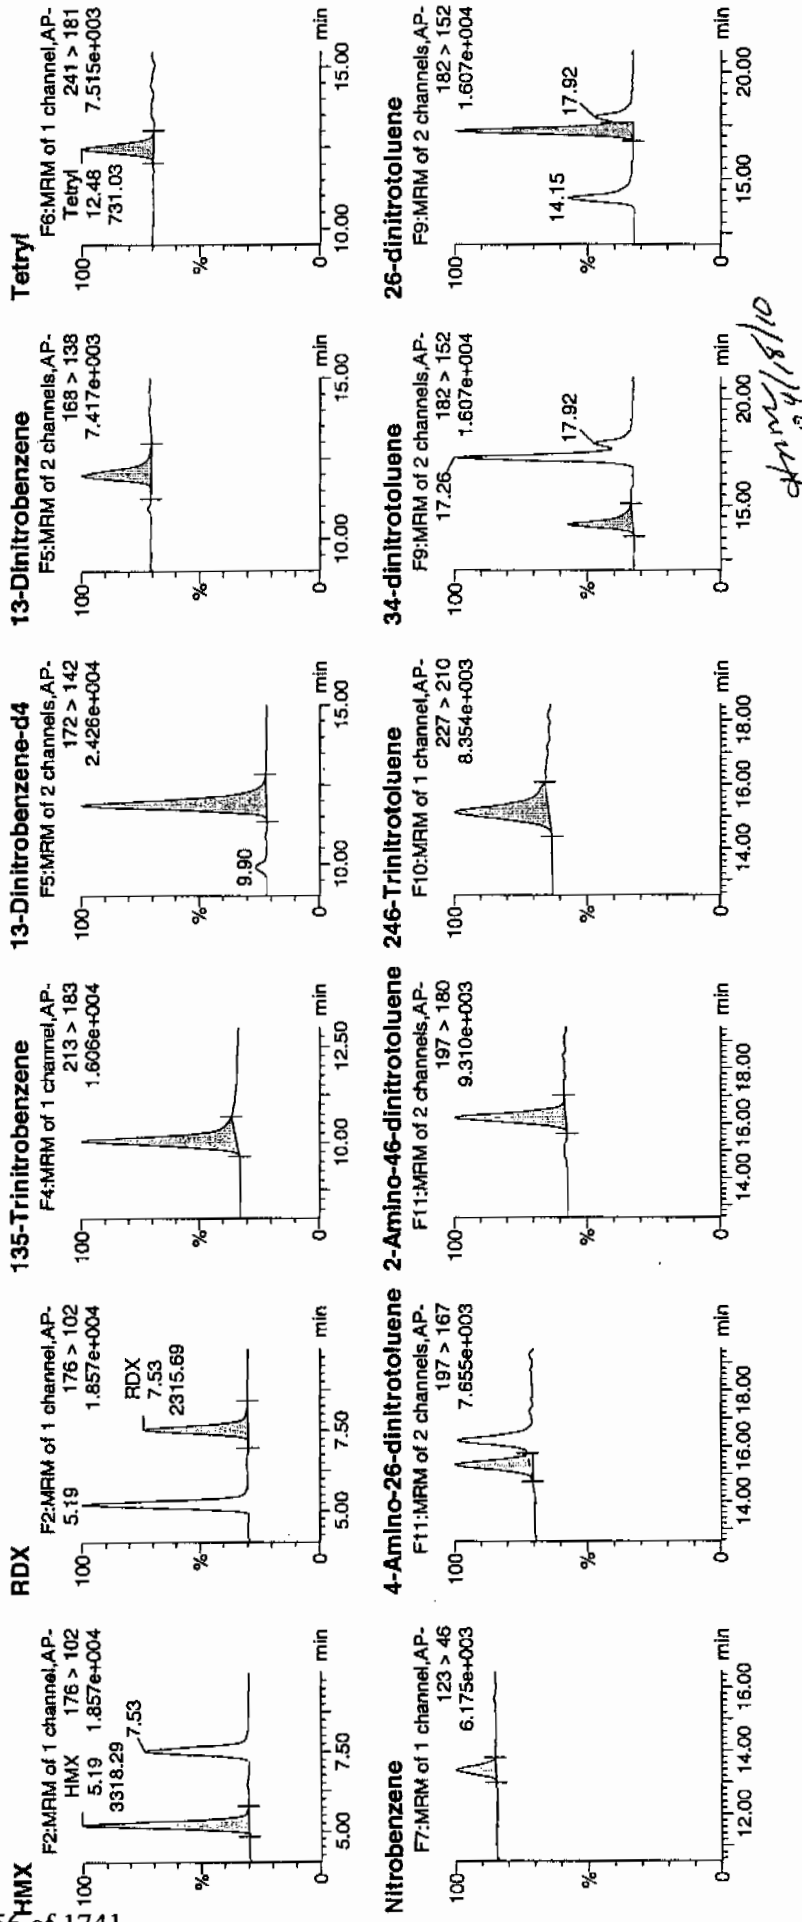 HMX
F2:MRM of 1 channel,AP-
176 > 102
1.857e+004
HMX
5.19
3318.29
7.53
100
%
0
5.00
7.50
min
RDX
F2:MRM of 1 channel,AP-
176 > 102
1.857e+004
5.19
RDX
7.53
2315.69
100
%
0
5.00
7.50
min
135-Trinitrobenzene
F4:MRM of 1 channel,AP-
213 > 183
1.606e+004
100
%
0
10.00
12.50
min
13-Dinitrobenzene-d4
F5:MRM of 2 channels,AP-
172 > 142
2.426e+004
9.90
100
%
0
10.00
15.00
min
13-Dinitrobenzene
F5:MRM of 2 channels,AP-
168 > 138
7.417e+003
100
%
0
10.00
15.00
min
Tetryl
F6:MRM of 1 channel,AP-
241 > 181
7.515e+003
Tetryl
12.48
731.03
100
%
0
10.00
15.00
min
Nitrobenzene
F7:MRM of 1 channel,AP-
123 > 46
6.175e+003
100
%
0
12.00
14.00
16.00
min
4-Amino-26-dinitrotoluene
F11:MRM of 2 channels,AP-
197 > 167
7.655e+003
100
%
0
14.00
16.00
18.00
min
2-Amino-46-dinitrotoluene
F11:MRM of 2 channels,AP-
197 > 180
9.310e+003
100
%
0
14.00
16.00
18.00
min
246-Trinitrotoluene
F10:MRM of 1 channel,AP-
227 > 210
8.354e+003
100
%
0
14.00
16.00
18.00
min
34-dinitrotoluene
F9:MRM of 2 channels,AP-
182 > 152
1.607e+004
17.26
17.92
100
%
0
15.00
20.00
min
26-dinitrotoluene
F9:MRM of 2 channels,AP-
182 > 152
1.607e+004
14.15
17.92
100
%
0
15.00
20.00
min
of 1741